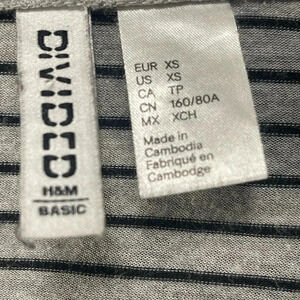 DIVIDED
H&M
BASIC
EUR XS
US XS
CA TP
CN 160/80A
MX XCH
Made in
Cambodia
Fabriqué en
Cambodge